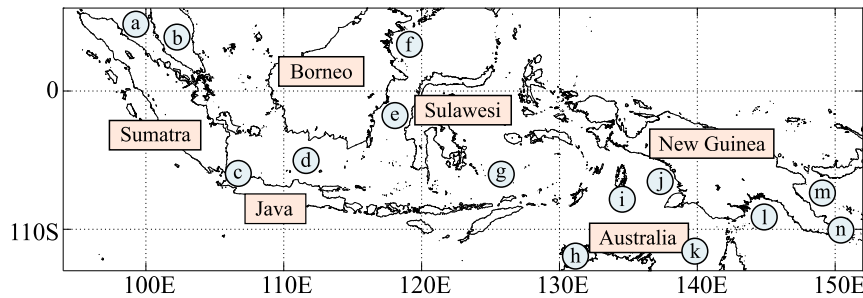 a
b
f
Borneo
0
e
Sulawesi
Sumatra
New Guinea
d
c
g
j
m
i
Java
l
110S
Australia
n
h
k
100E 110E 120E 130E 140E 150E